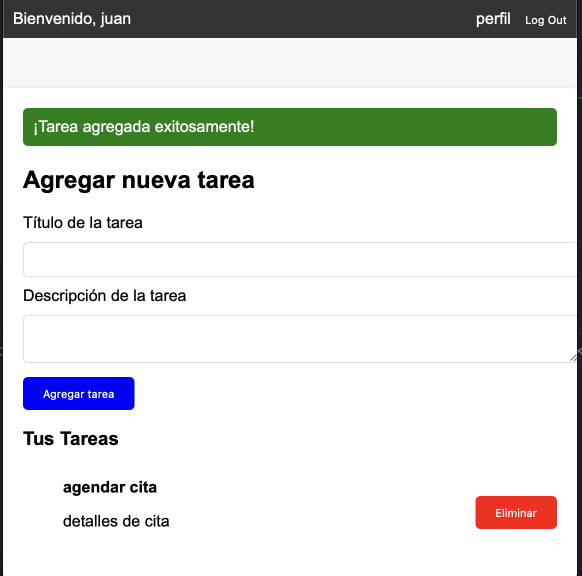 Bienvenido, juan
perfil Log Out
¡Tarea agregada exitosamente!
Agregar nueva tarea
Título de la tarea
Descripción de la tarea
Agregar tarea
Tus Tareas
agendar cita
detalles de cita
Eliminar